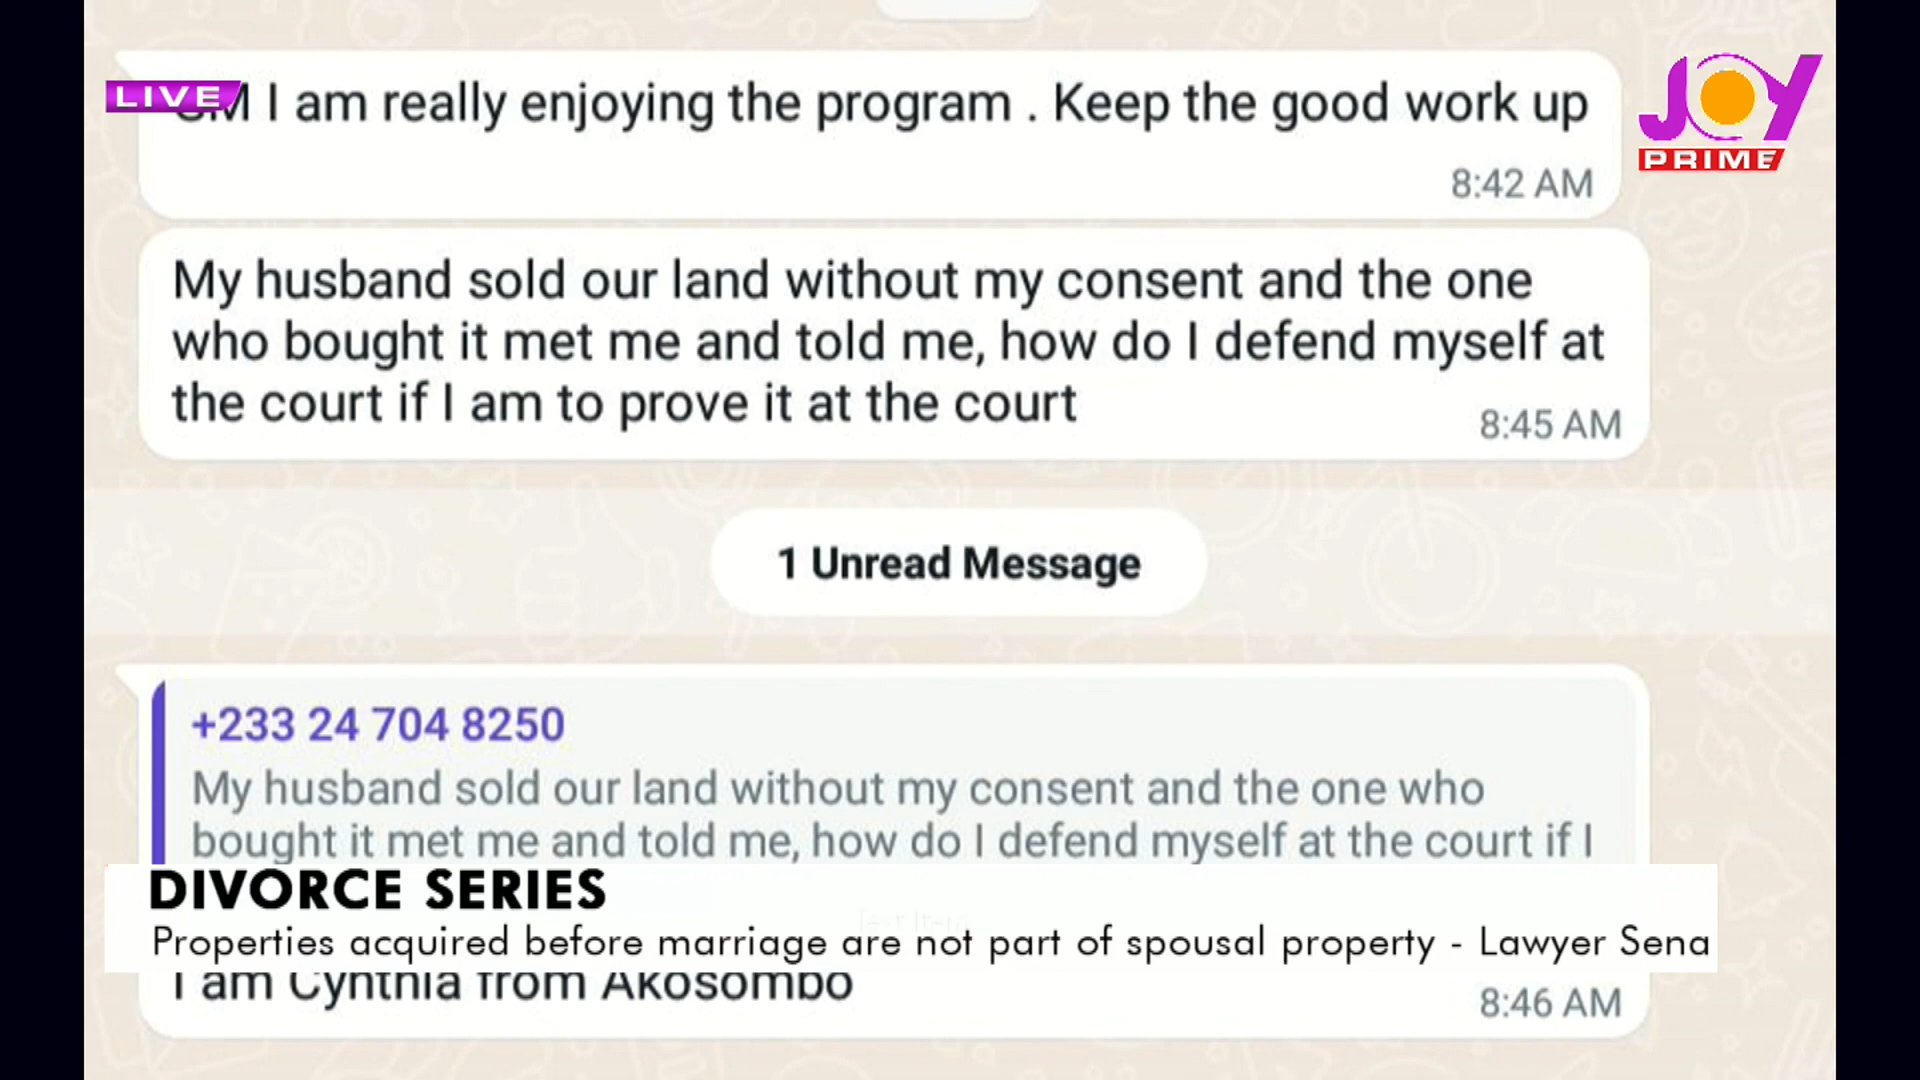 LIVE
I am really enjoying the program . Keep the good work up
8:42 AM
JOY
PRIME
My husband sold our land without my consent and the one
who bought it met me and told me, how do I defend myself at
the court if I am to prove it at the court
8:45 AM
1 Unread Message
+233 24 704 8250
My husband sold our land without my consent and the one who
bought it met me and told me, how do I defend myself at the court if I
DIVORCE SERIES
Properties acquired before marriage are not part of spousal property - Lawyer Sena
I am Cynthia from Akosombo
8:46 AM